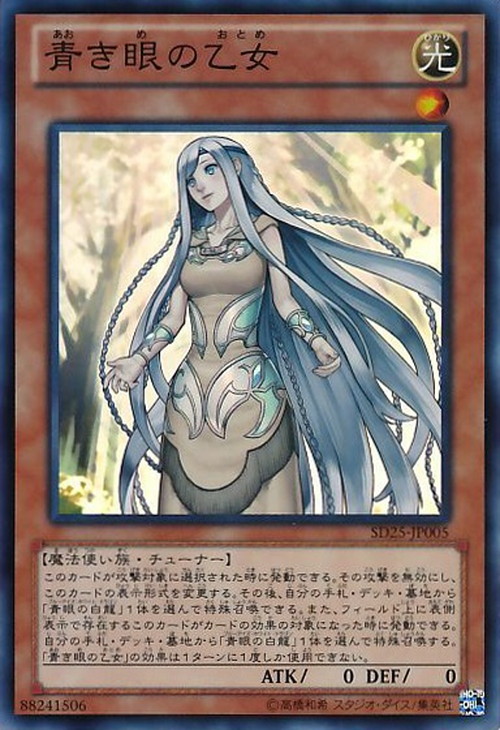 青き眼の乙女
光
SD25-JP005
【魔法使い族・チューナー】
このカードが攻撃対象に選択された時に発動できる。その攻撃を無効にし、
このカードの表示形式を変更する。その後、自分の手札・デッキ・墓地から
「青眼の白龍」１体を選んで特殊召喚できる。また、フィールド上に表側
表示で存在するこのカードがカードの効果の対象になった時に発動できる。
自分の手札・デッキ・墓地から「青眼の白龍」１体を選んで特殊召喚する。
「青き眼の乙女」の効果は１ターンに１度しか使用できない。
ATK/ 0 DEF/ 0
88241506 ©高橋和希 スタジオ・ダイス/集英社